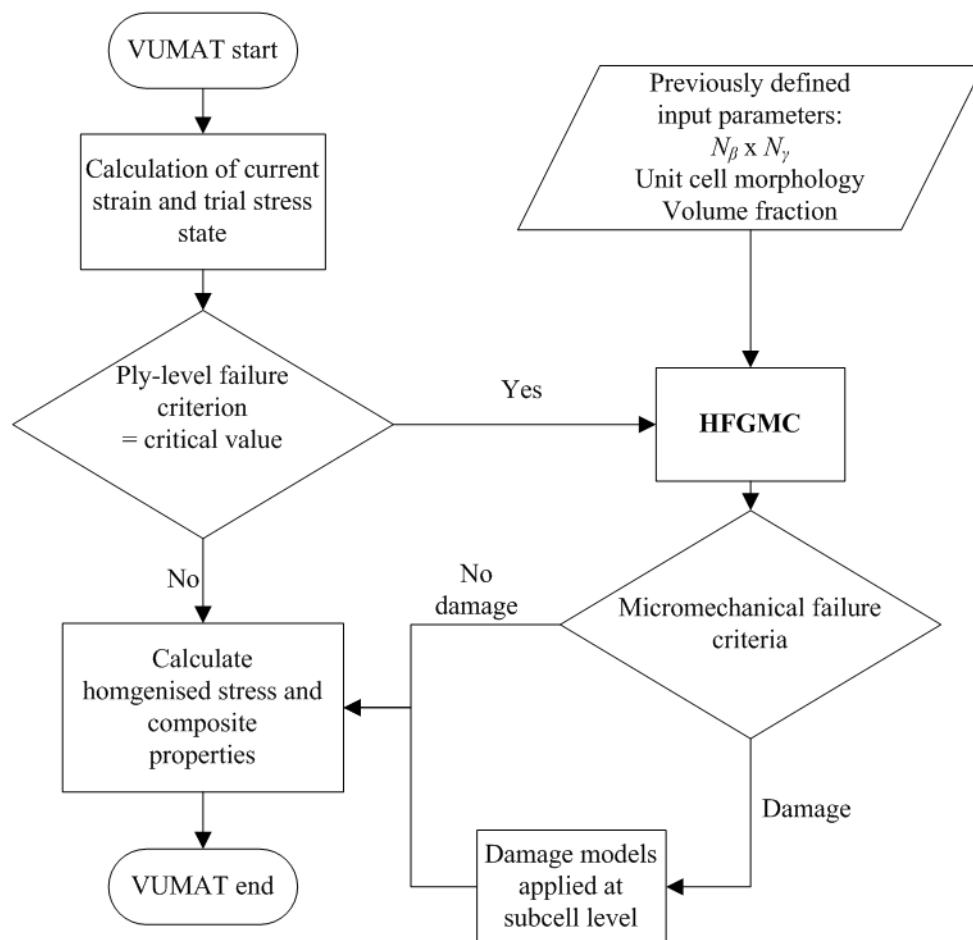 VUMAT start
Calculation of current
strain and trial stress
state
Ply-level failure
criterion
= critical value
Yes
No
Previously defined
input parameters:
Nβ x Nγ
Unit cell morphology
Volume fraction
HFGMC
Micromechanical failure
criteria
No
damage
Damage
Damage models
applied at
subcell level
Calculate
homgenised stress and
composite
properties
VUMAT end